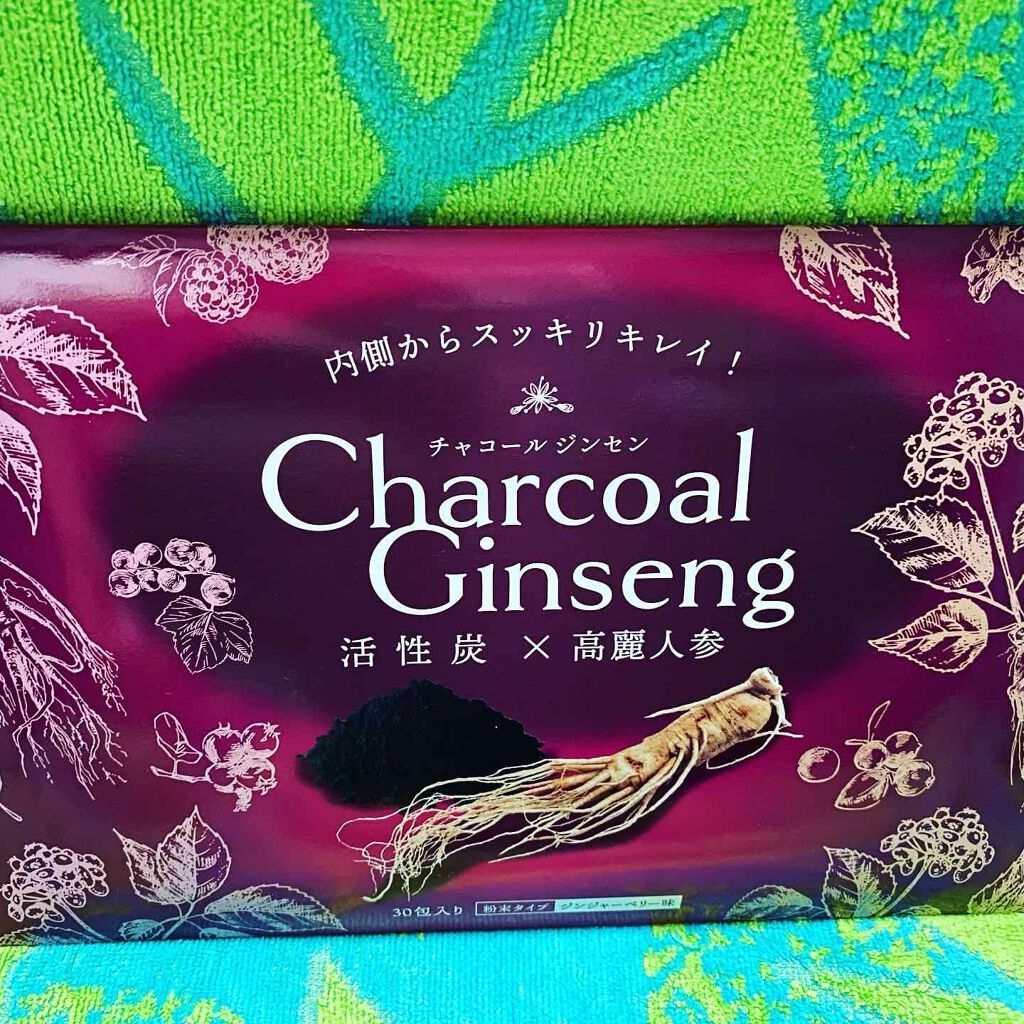 内側からスッキリキレイ！
チャコール ジンセン
Charcoal
Ginseng
活性炭 × 高麗人参
30包入り 粉末タイプ ジンジャーベリー味